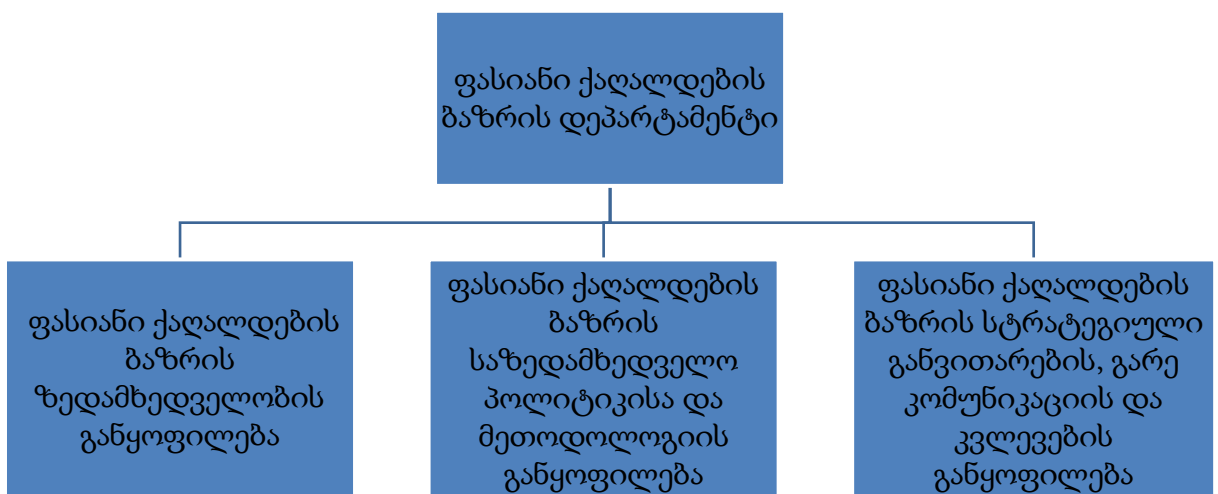 ფასიანი ქაღალდების
ბაზრის დეპარტამენტი
ფასიანი ქაღალდების
ბაზრის
ზედამხედველობის
განყოფილება
ფასიანი ქაღალდების
ბაზრის
საზედამხედველო
პოლიტიკისა და
მეთოდოლოგიის
განყოფილება
ფასიანი ქაღალდების
ბაზრის სტრატეგიული
განვითარების, გარე
კომუნიკაციის და
კვლევების
განყოფილება